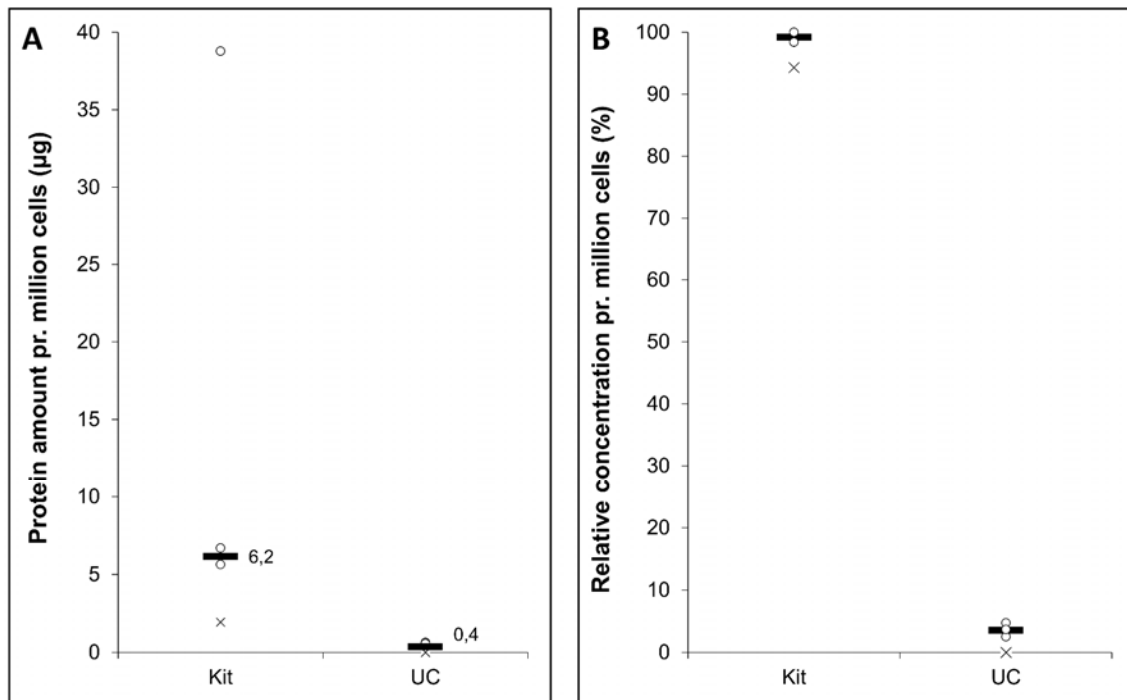 A
Protein amount pr. million cells (µg)
40
35
30
25
20
15
10
5
0
6,2
0,4
Kit
UC
B
Relative concentration pr. million cells (%)
100
90
80
70
60
50
40
30
20
10
0
Kit
UC